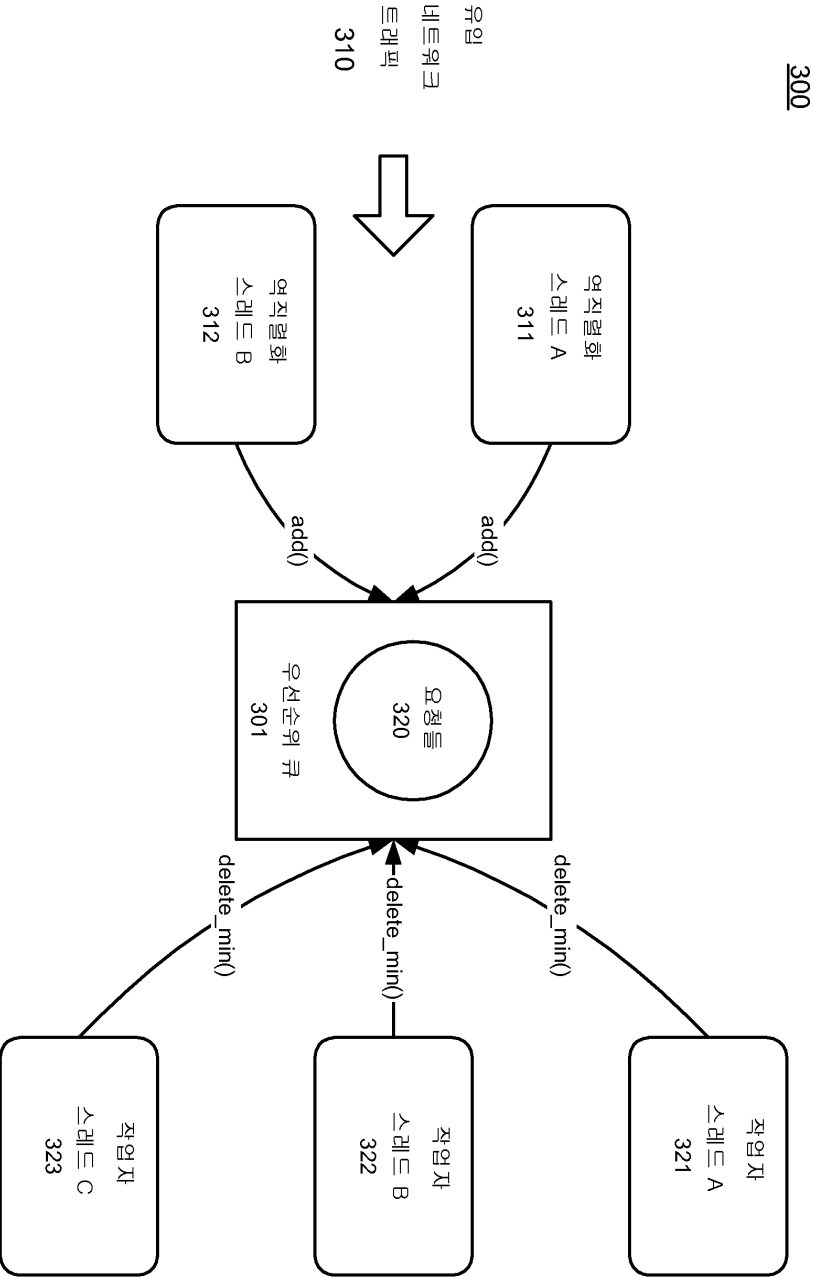 300
유입
네트워크
트래픽
310
역직렬화
스레드 A
311
역직렬화
스레드 B
312
add()
add()
요청들
320
우선순위 큐
301
delete_min()
delete_min()
delete_min()
작업자
스레드 A
321
작업자
스레드 B
322
작업자
스레드 C
323